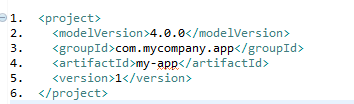 1. <project>
2. <modelVersion>4.0.0</modelVersion>
3. <groupId>com.mycompany.app</groupId>
4. <artifactId>my-app</artifactId>
5. <version>1</version>
6. </project>